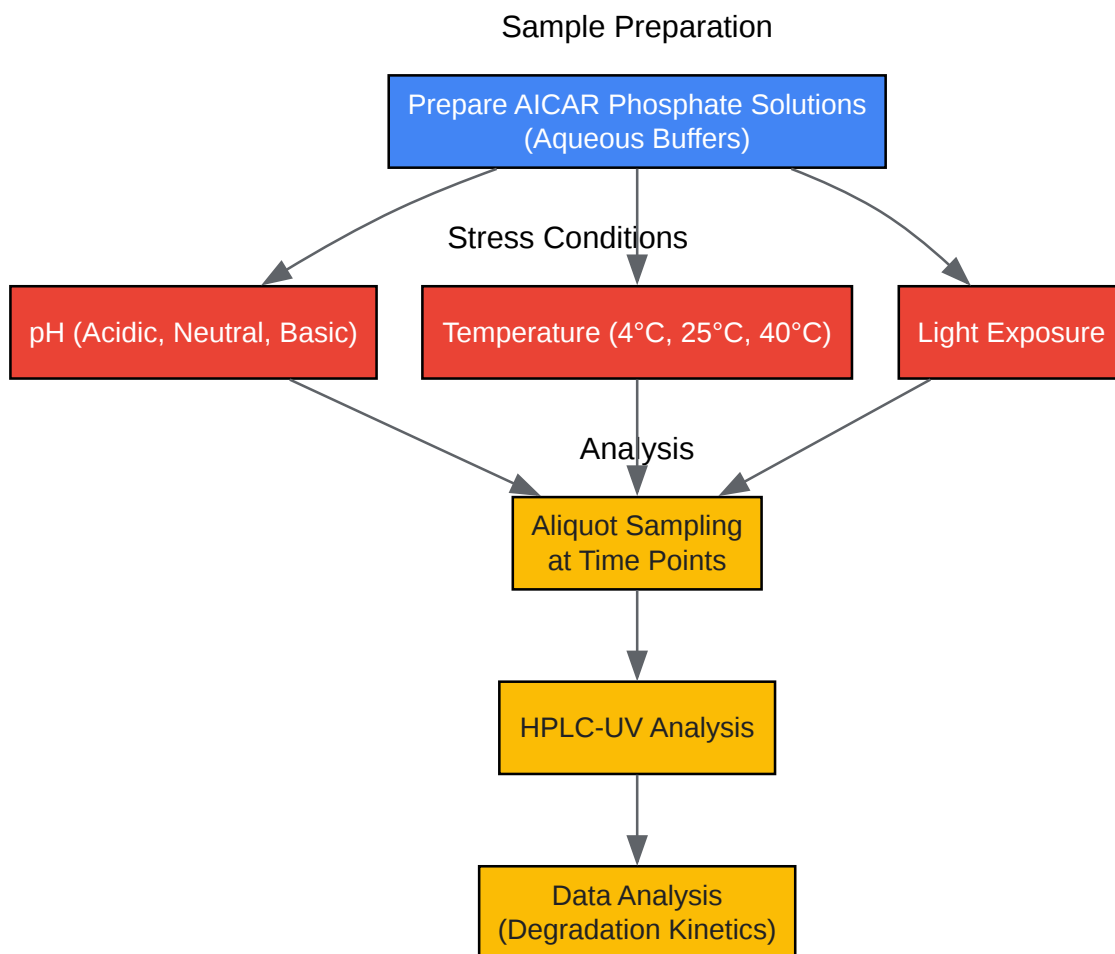 Sample Preparation
Prepare AICAR Phosphate Solutions
(Aqueous Buffers)
Stress Conditions
pH (Acidic, Neutral, Basic)
Temperature (4°C, 25°C, 40°C)
Light Exposure
Analysis
Aliquot Sampling
at Time Points
HPLC-UV Analysis
Data Analysis
(Degradation Kinetics)